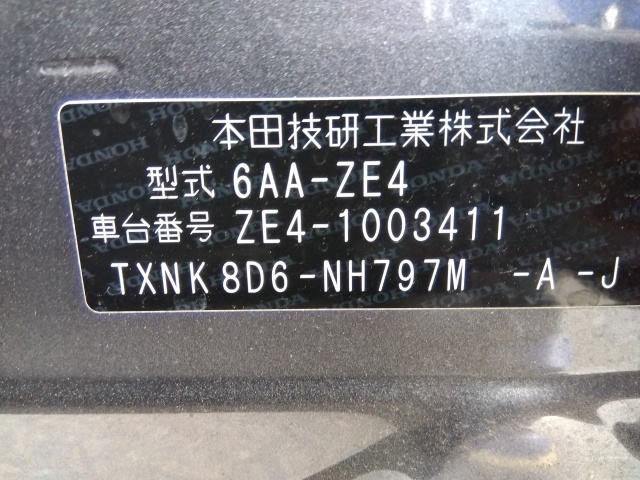 本田技研工業株式会社
型式 6AA-ZE4
車台番号 ZE4-1003411
TXNK8D6-NH797M -A -J